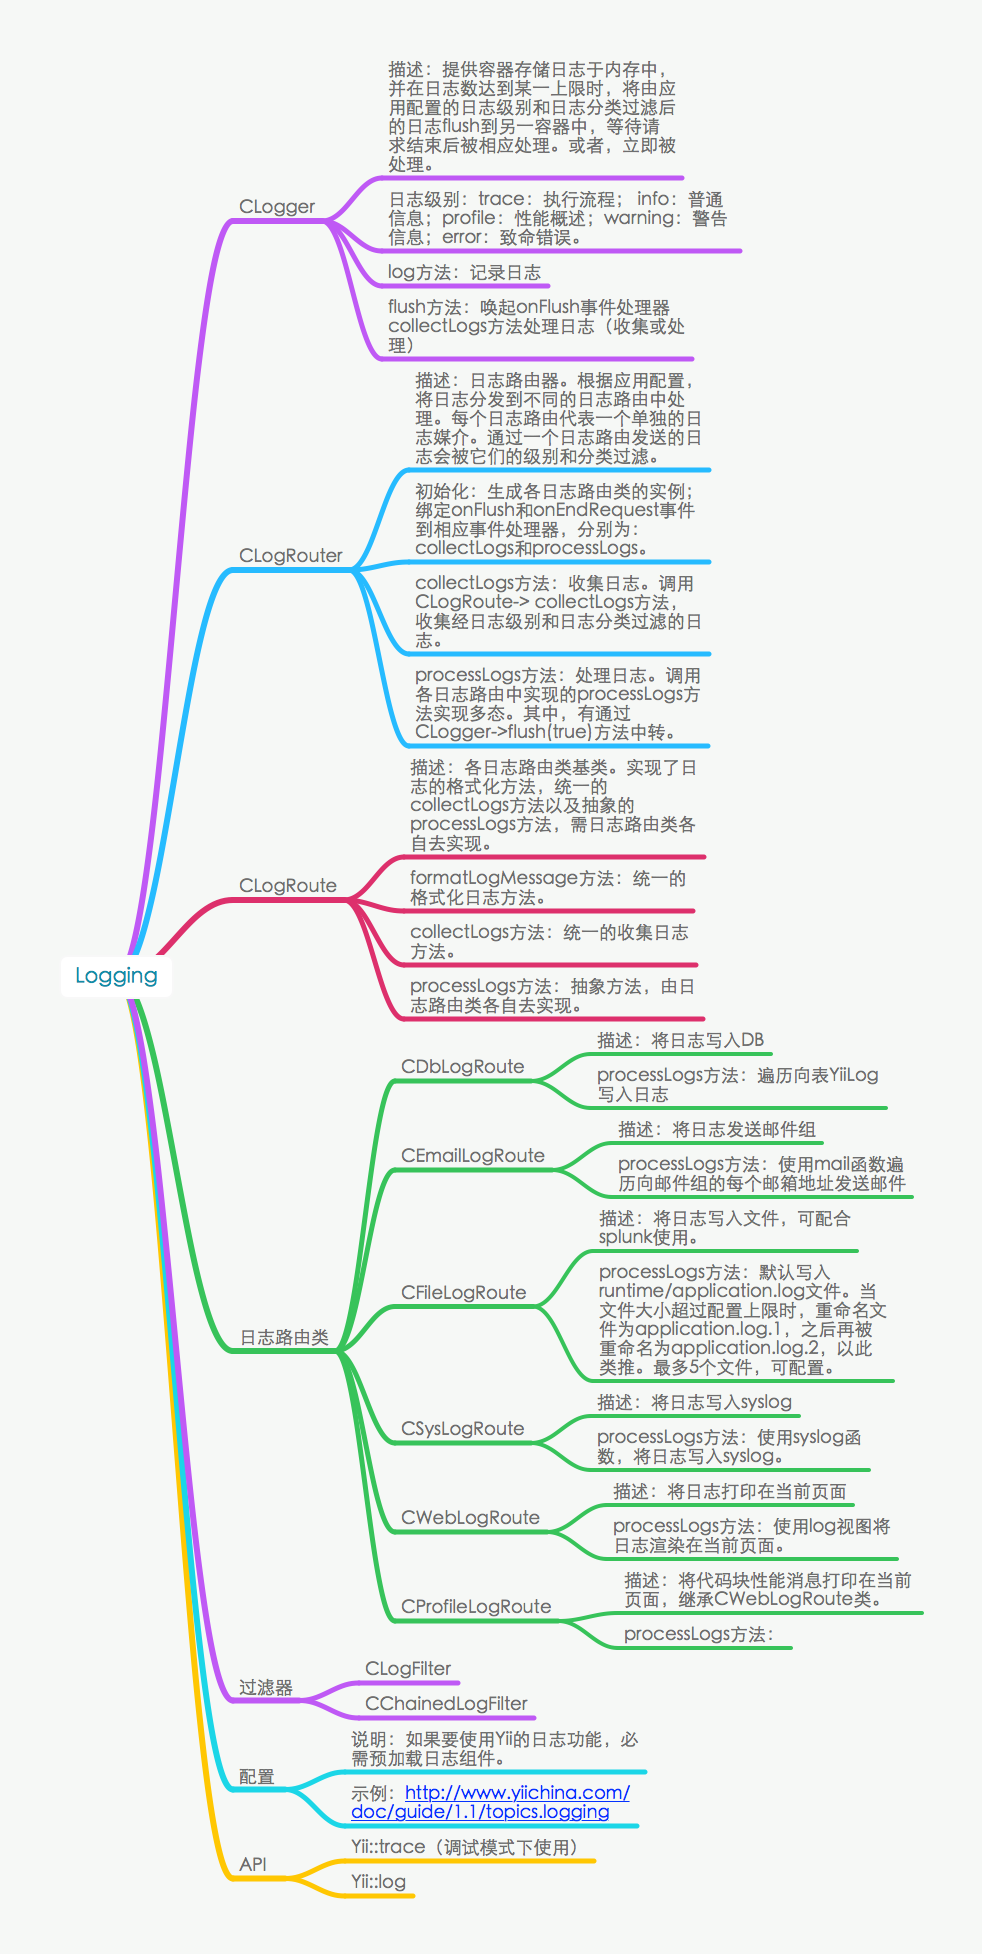 描述：提供容器存储日志于内存中，
并在日志数达到某一上限时，将由应
用配置的日志级别和日志分类过滤后
的日志flush到另一容器中，等待请
求结束后被相应处理。或者，立即被
处理。
CLogger
日志级别：trace：执行流程； info：普通
信息；profile：性能概述；warning：警告
信息；error：致命错误。
log方法：记录日志
flush方法：唤起onFlush事件处理器
collectLogs方法处理日志（收集或处
理）
描述：日志路由器。根据应用配置，
将日志分发到不同的日志路由中处
理。每个日志路由代表一个单独的日
志媒介。通过一个日志路由发送的日
志会被它们的级别和分类过滤。
初始化：生成各日志路由类的实例；
绑定onFlush和onEndRequest事件
到相应事件处理器，分别为：
collectLogs和processLogs。
CLogRouter
collectLogs方法：收集日志。调用
CLogRoute-> collectLogs方法，
收集经日志级别和日志分类过滤的日
志。
processLogs方法：处理日志。调用
各日志路由中实现的processLogs方
法实现多态。其中，有通过
CLogger->flush(true)方法中转。
描述：各日志路由类基类。实现了日
志的格式化方法，统一的
collectLogs方法以及抽象的
processLogs方法，需日志路由类各
自去实现。
CLogRoute
formatLogMessage方法：统一的
格式化日志方法。
collectLogs方法：统一的收集日志
方法。
Logging
processLogs方法：抽象方法，由日
志路由类各自去实现。
描述：将日志写入DB
CDbLogRoute
processLogs方法：遍历向表YiiLog
写入日志
描述：将日志发送邮件组
CEmailLogRoute
processLogs方法：使用mail函数遍
历向邮件组的每个邮箱地址发送邮件
描述：将日志写入文件，可配合
splunk使用。
CFileLogRoute
processLogs方法：默认写入
runtime/application.log文件。当
文件大小超过配置上限时，重命名文
件为application.log.1，之后再被
重命名为application.log.2，以此
类推。最多5个文件，可配置。
日志路由类
描述：将日志写入syslog
CSysLogRoute
processLogs方法：使用syslog函
数，将日志写入syslog。
描述：将日志打印在当前页面
CWebLogRoute
processLogs方法：使用log视图将
日志渲染在当前页面。
描述：将代码块性能消息打印在当前
页面，继承CWebLogRoute类。
CProfileLogRoute
processLogs方法：
CLogFilter
过滤器
CChainedLogFilter
说明：如果要使用Yii的日志功能，必
需预加载日志组件。
配置
示例：http://www.yiichina.com/
doc/guide/1.1/topics.logging
Yii::trace（调试模式下使用）
API
Yii::log